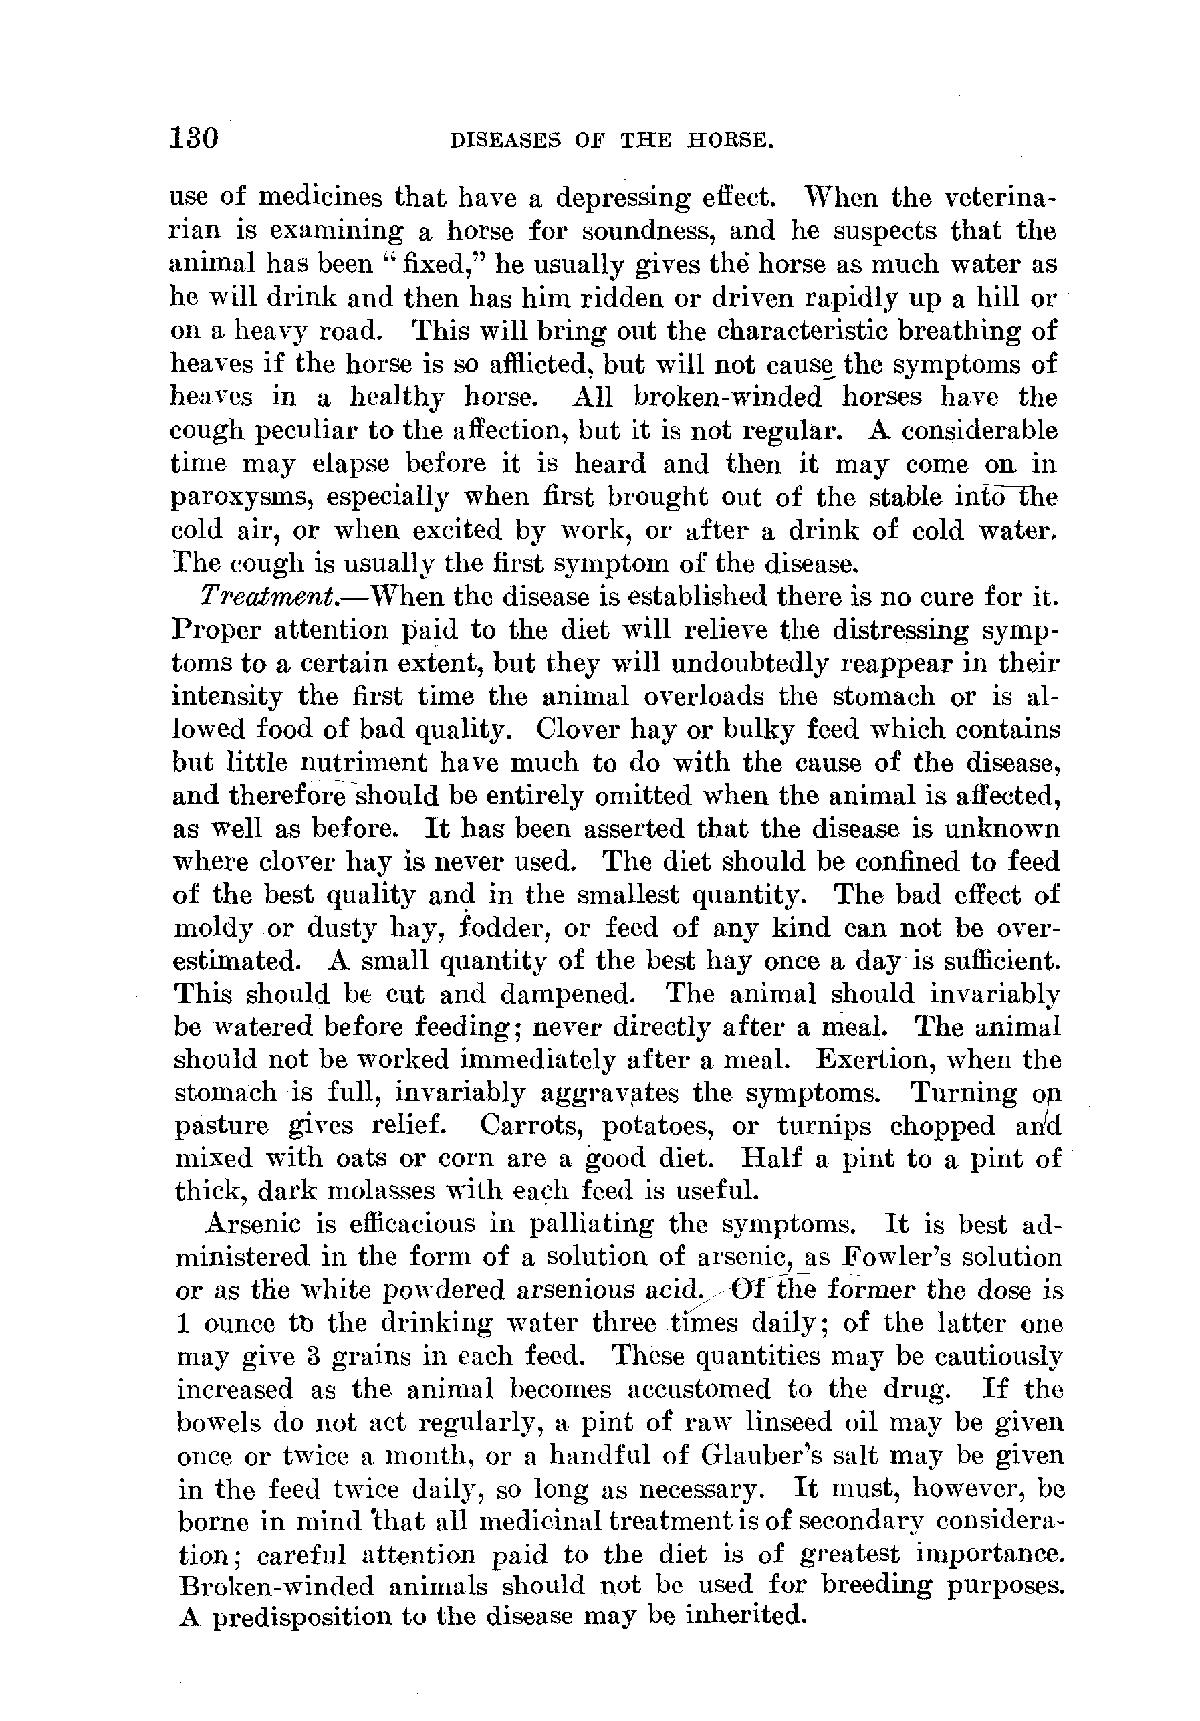 130 DISEASES OF THE HORSE.
use of medicines that have a depressing effect. When the veterina-
rian is examining a horse for soundness, and he suspects that the
animal has been "fixed," he usually gives the horse as much water as
he will drink and then has him ridden or driven rapidly up a hill or
on a heavy road. This will bring out the characteristic breathing of
heaves if the horse is so afflicted, but will not cause the symptoms of
heaves in a healthy horse. All broken-winded horses have the
cough peculiar to the affection, but it is not regular. A considerable
time may elapse before it is heard and then it may come on in
paroxysms, especially when first brought out of the stable into the
cold air, or when excited by work, or after a drink of cold water.
The cough is usually the first symptom of the disease.
Treatment.—When the disease is established there is no cure for it.
Proper attention paid to the diet will relieve the distressing symp-
toms to a certain extent, but they will undoubtedly reappear in their
intensity the first time the animal overloads the stomach or is al-
lowed food of bad quality. Clover hay or bulky feed which contains
but little nutriment have much to do with the cause of the disease,
and therefore should be entirely omitted when the animal is affected,
as well as before. It has been asserted that the disease is unknown
where clover hay is never used. The diet should be confined to feed
of the best quality and in the smallest quantity. The bad effect of
moldy or dusty hay, fodder, or feed of any kind can not be over-
estimated. A small quantity of the best hay once a day is sufficient.
This should be cut and dampened. The animal should invariably
be watered before feeding; never directly after a meal. The animal
should not be worked immediately after a meal. Exertion, when the
stomach is full, invariably aggravates the symptoms. Turning on
pasture gives relief. Carrots, potatoes, or turnips chopped and
mixed with oats or corn are a good diet. Half a pint to a pint of
thick, dark molasses with each feed is useful.
Arsenic is efficacious in palliating the symptoms. It is best ad-
ministered in the form of a solution of arsenic, as Fowler's solution
or as the white powdered arsenious acid. Of the former the dose is
1 ounce to the drinking water three times daily; of the latter one
may give 3 grains in each feed. These quantities may be cautiously
increased as the animal becomes accustomed to the drug. If the
bowels do not act regularly, a pint of raw linseed oil may be given
once or twice a month, or a handful of Glauber's salt may be given
in the feed twice daily, so long as necessary. It must, however, be
borne in mind that all medicinal treatment is of secondary considera-
tion; careful attention paid to the diet is of greatest importance.
Broken-winded animals should not be used for breeding purposes.
A predisposition to the disease may be inherited.